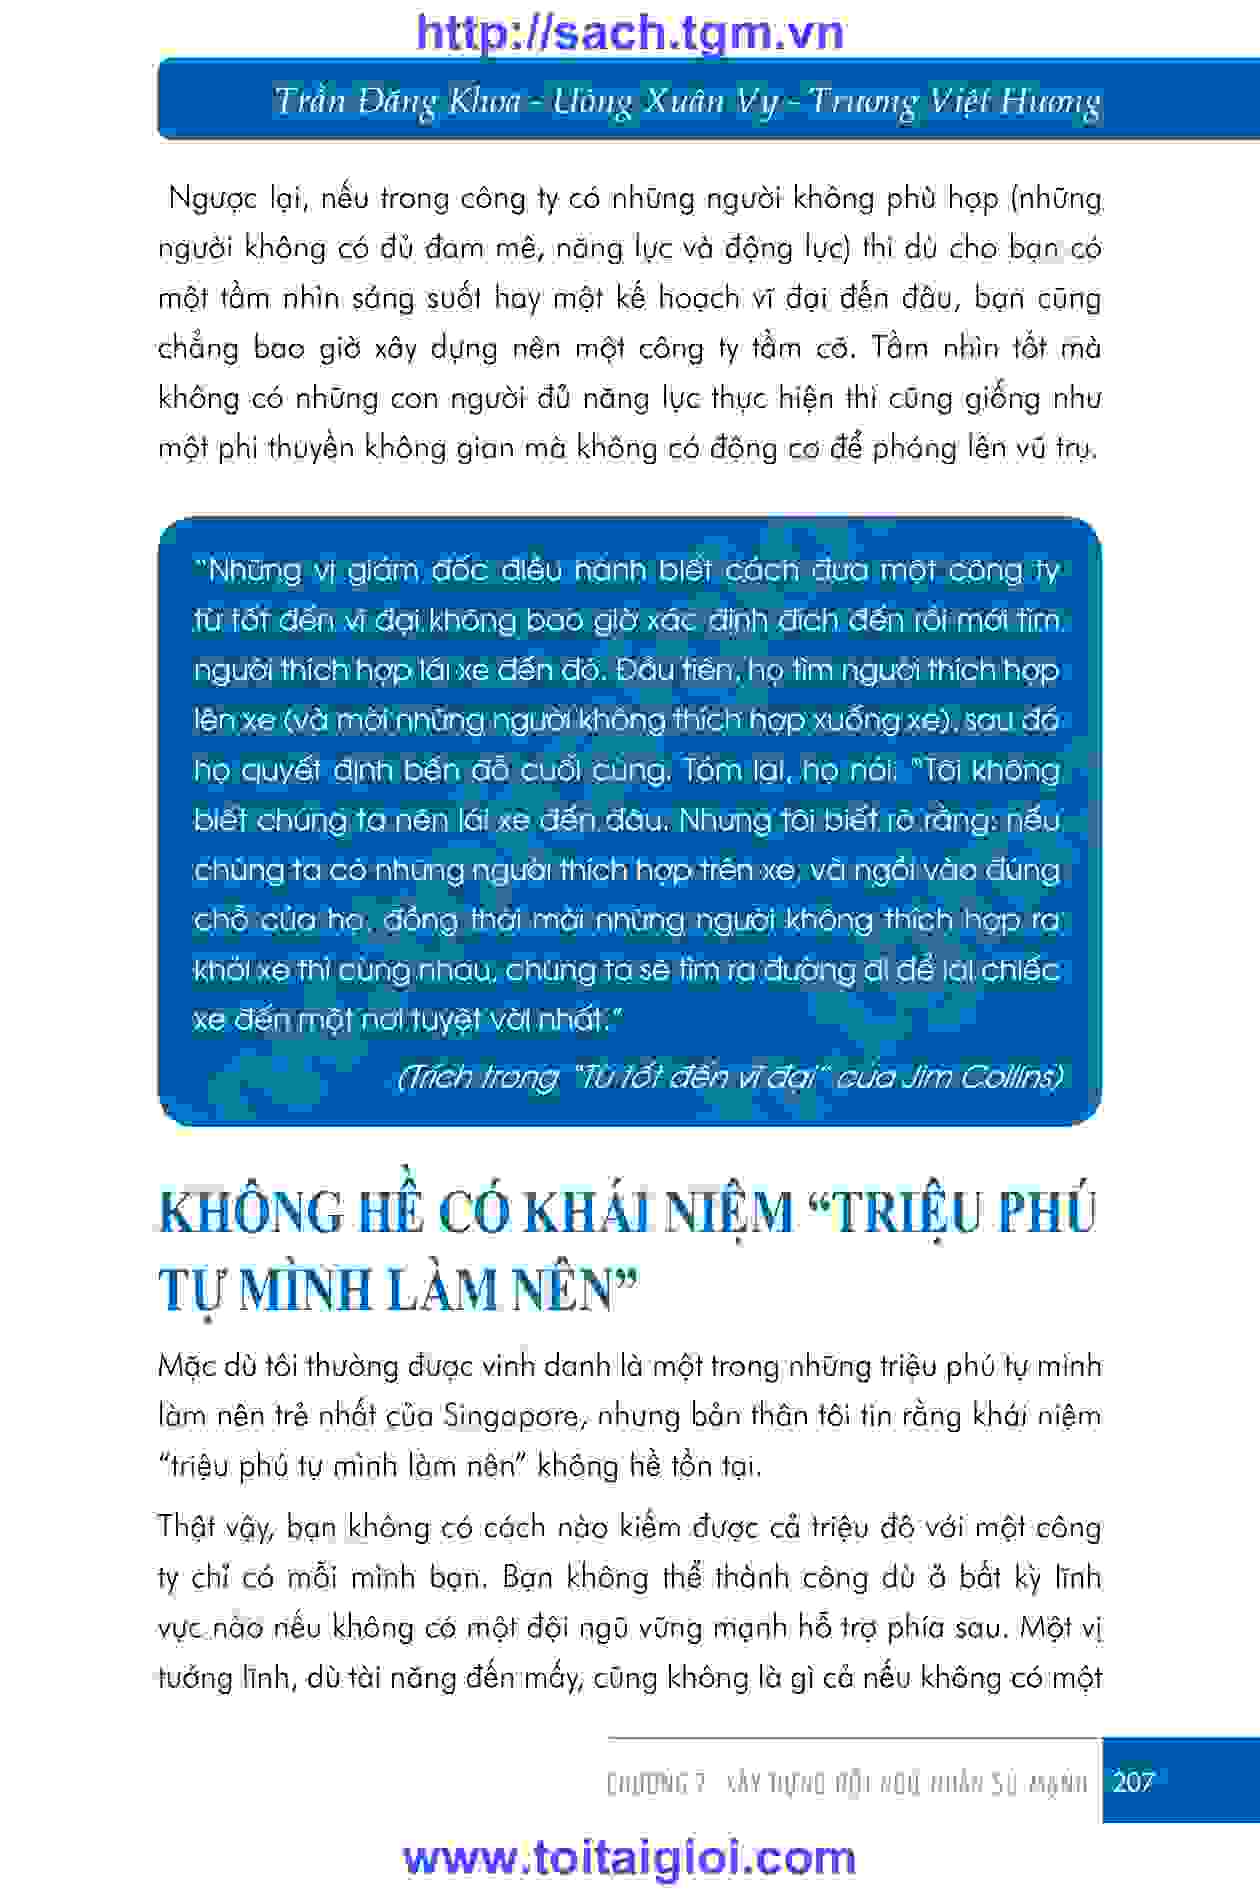 http://sach.tgm.vn
Trần Đăng Khoa - Uông Xuân Vy - Trương Việt Hương
Ngược lại, nếu trong công ty có những người không phù hợp (những
người không có đủ đam mê, năng lực và động lực) thì dù cho bạn có
một tầm nhìn sáng suốt hay một kế hoạch vĩ đại đến đâu, bạn cũng
chẳng bao giờ xây dựng nên một công ty tầm cỡ. Tầm nhìn tốt mà
không có những con người đủ năng lực thực hiện thì cũng giống như
một phi thuyền không gian mà không có động cơ để phóng lên vũ trụ.
“Những vị giám đốc điều hành biết cách đưa một công ty
từ tốt đến vĩ đại không bao giờ xác định đích đến rồi mới tìm
người thích hợp lái xe đến đó. Đầu tiên, họ tìm người thích hợp
lên xe (và mời những người không thích hợp xuống xe), sau đó
họ quyết định bến đỗ cuối cùng. Tóm lại, họ nói: “Tôi không
biết chúng ta nên lái xe đến đâu. Nhưng tôi biết rõ rằng: nếu
chúng ta có những người thích hợp trên xe, và ngồi vào đúng
chỗ của họ, đồng thời mời những người không thích hợp ra
khỏi xe thì cùng nhau, chúng ta sẽ tìm ra đường đi để lái chiếc
xe đến một nơi tuyệt vời nhất.”
(Trích trong “Từ tốt đến vĩ đại” của Jim Collins)
KHÔNG HỀ CÓ KHÁI NIỆM “TRIỆU PHÚ
TỰ MÌNH LÀM NÊN”
Mặc dù tôi thường được vinh danh là một trong những triệu phú tự mình
làm nên trẻ nhất của Singapore, nhưng bản thân tôi tin rằng khái niệm
“triệu phú tự mình làm nên” không hề tồn tại.
Thật vậy, bạn không có cách nào kiếm được cả triệu đô với một công
ty chỉ có mỗi mình bạn. Bạn không thể thành công dù ở bất kỳ lĩnh
vực nào nếu không có một đội ngũ vững mạnh hỗ trợ phía sau. Một vị
tướng lĩnh, dù tài năng đến mấy, cũng không là gì cả nếu không có một
CHƯƠNG 7 - XÂY DỰNG ĐỘI NGŨ NHÂN SỰ MẠNH 207
www.toitaigioi.com